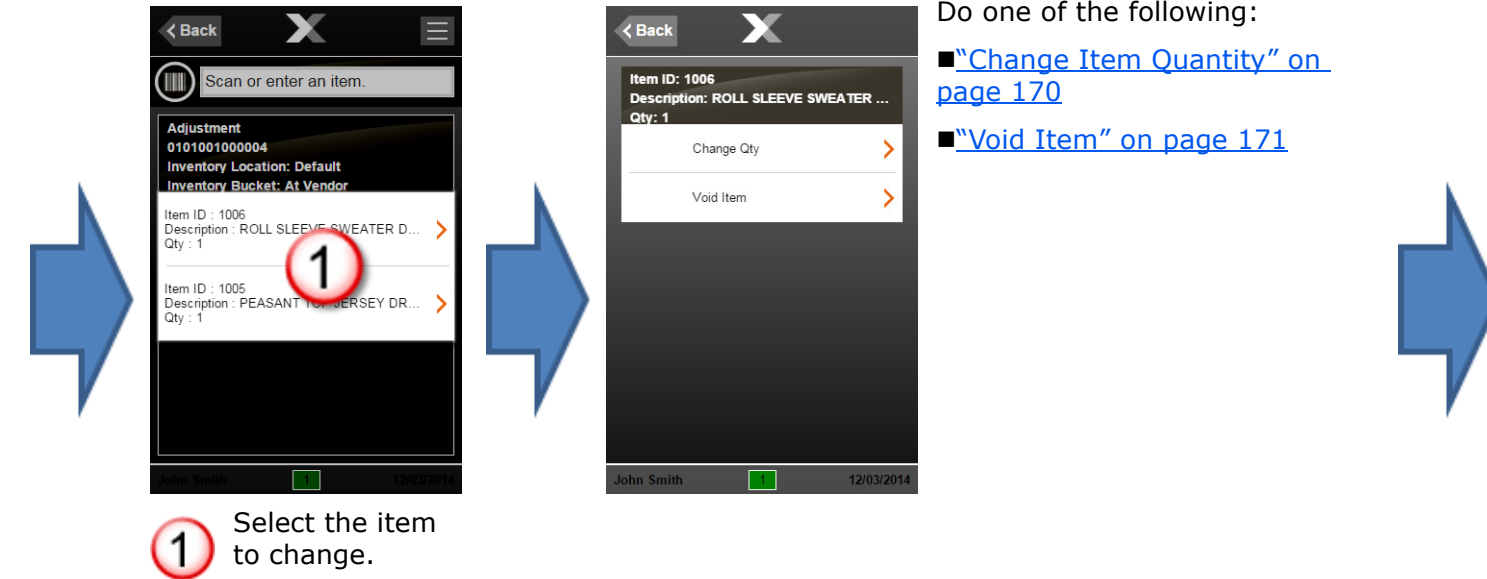 Back
Scan or enter an item.
Adjustment
0101001000004
Inventory Location: Default
Inventory Bucket: At Vendor
Item ID : 1006
Description : ROLL SLEEVE SWEATER D...
Qty : 1
1
Item ID : 1005
Description : PEASANT TOP JERSEY DR...
Qty : 1
John Smith 1 12/03/2014
1 Select the item
to change.
Back
Item ID: 1006
Description: ROLL SLEEVE SWEATER ...
Qty: 1
Change Qty
Void Item
John Smith 1 12/03/2014
Do one of the following:
■“Change Item Quantity” on
page 170
■“Void Item” on page 171